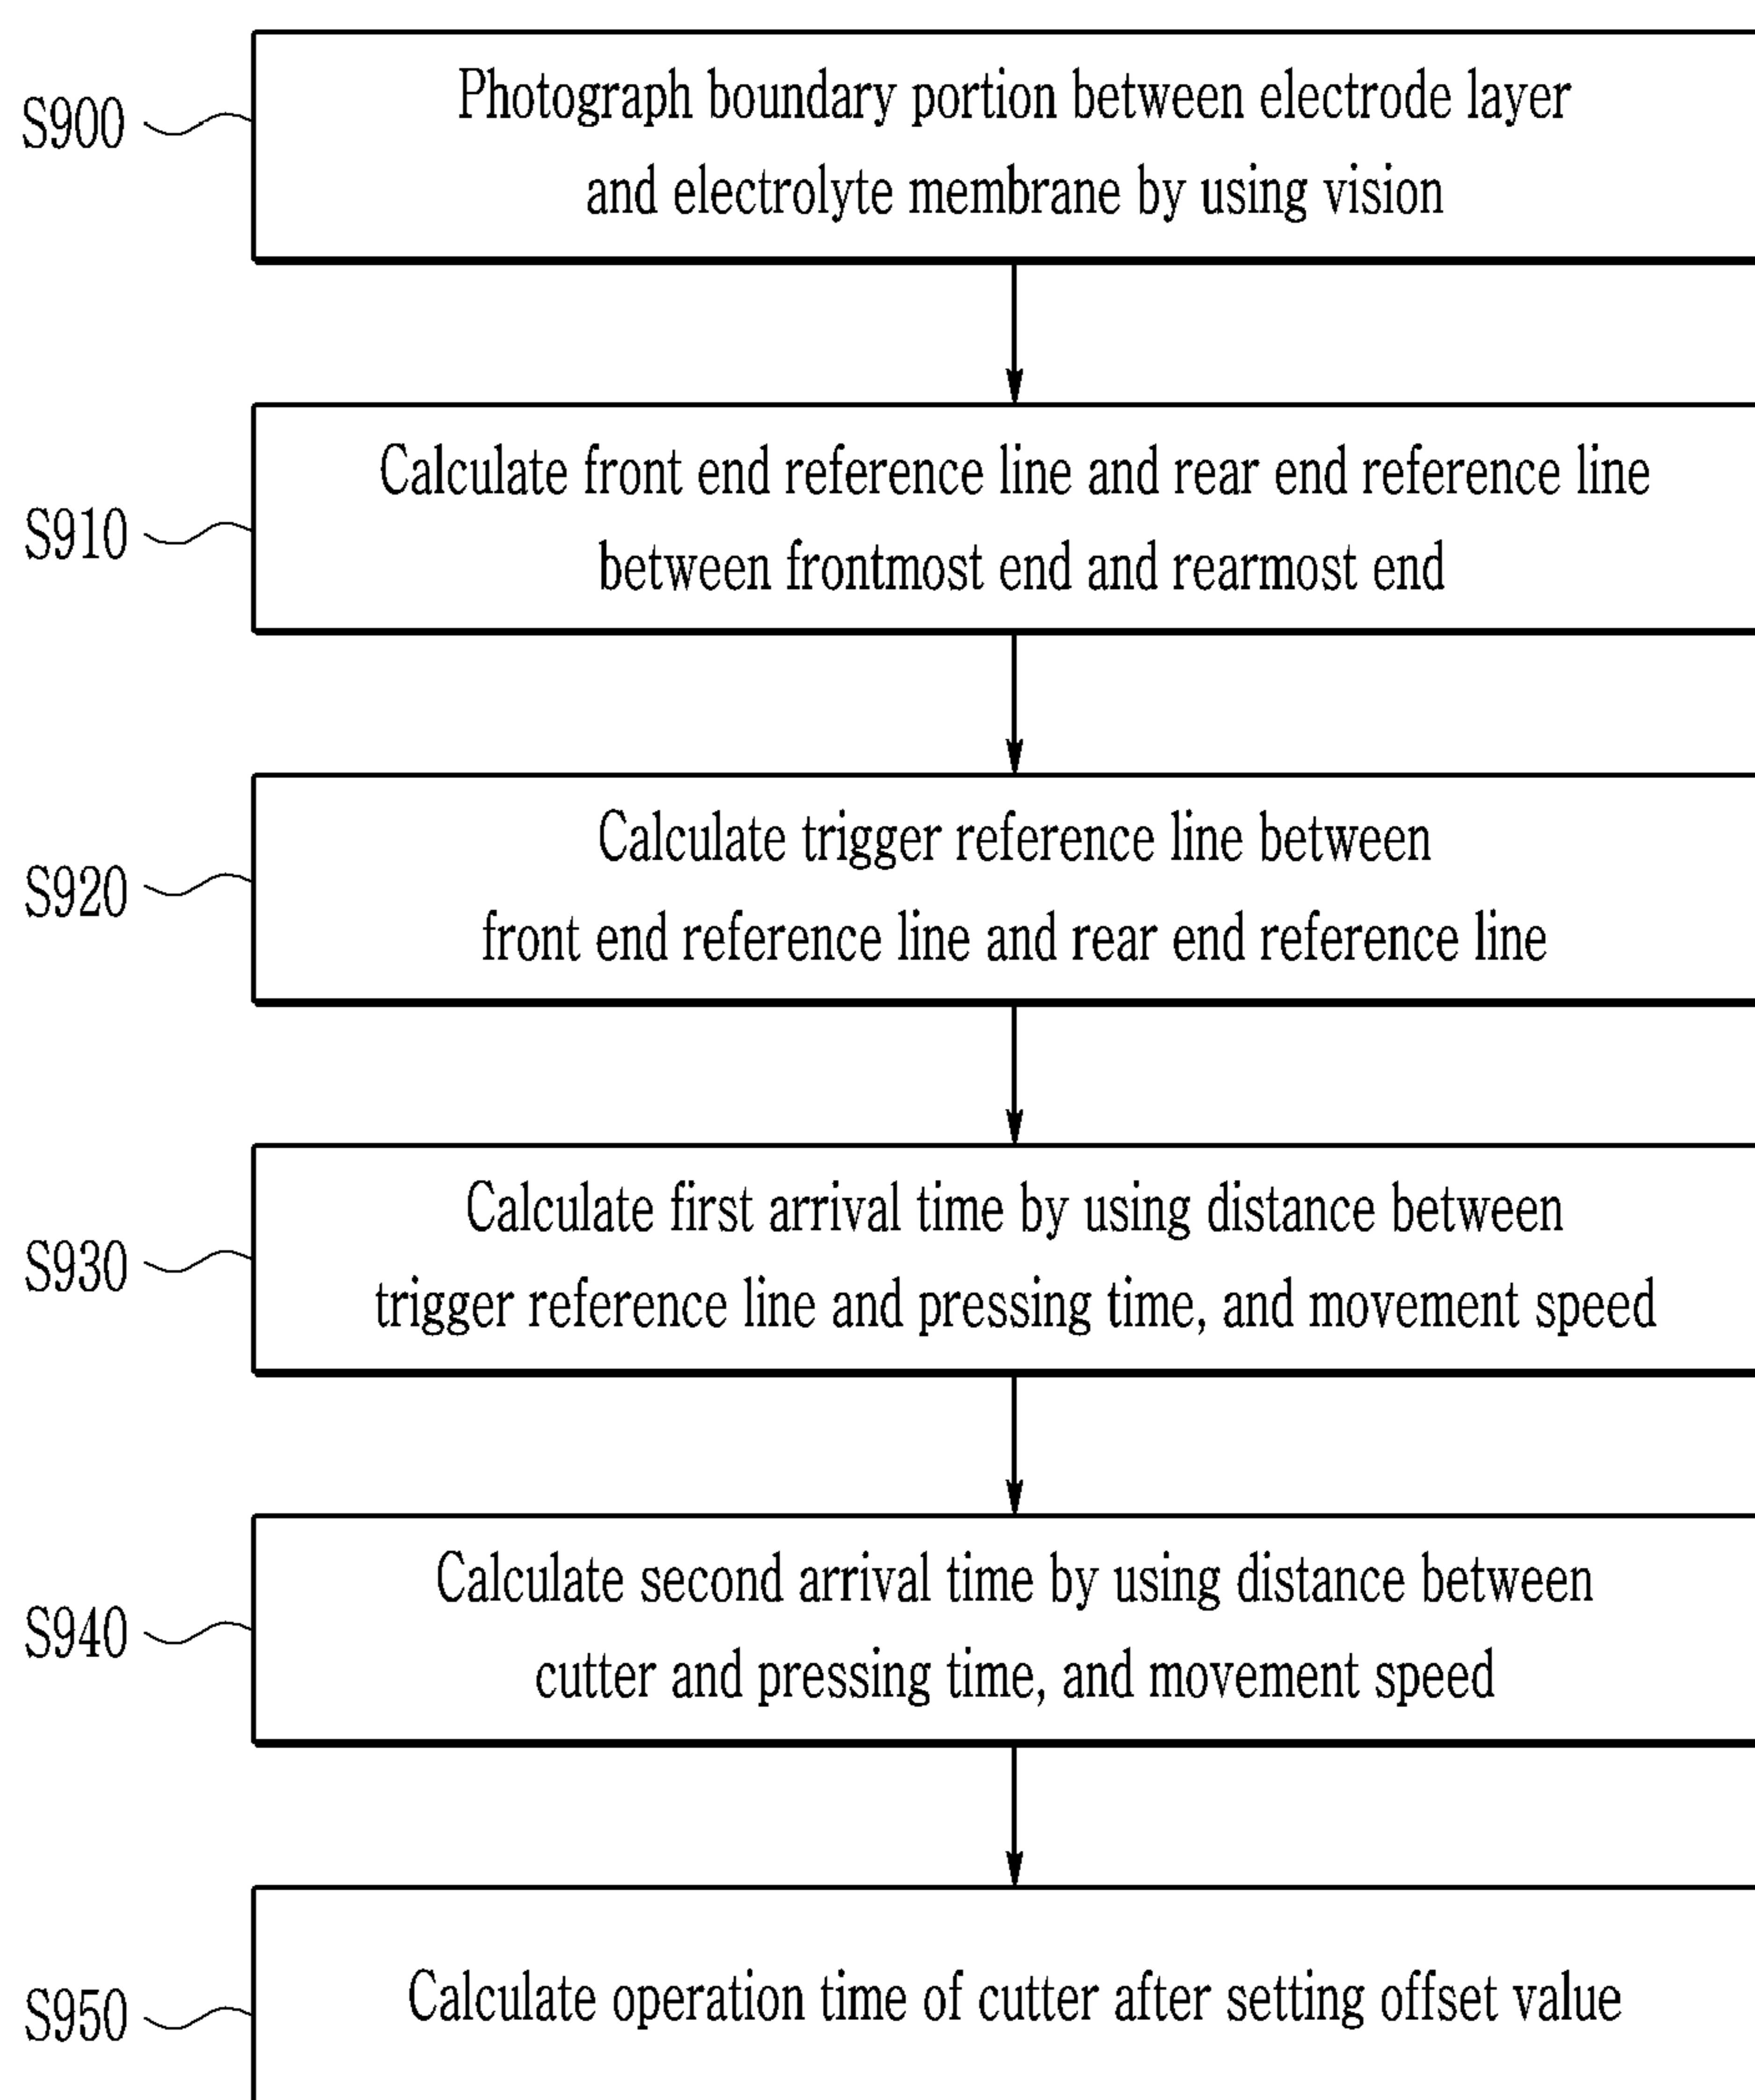 S900
Photograph boundary portion between electrode layer
and electrolyte membrane by using vision
S910
Calculate front end reference line and rear end reference line
between frontmost end and rearmost end
S920
Calculate trigger reference line between
front end reference line and rear end reference line
S930
Calculate first arrival time by using distance between
trigger reference line and pressing time, and movement speed
S940
Calculate second arrival time by using distance between
cutter and pressing time, and movement speed
S950
Calculate operation time of cutter after setting offset value